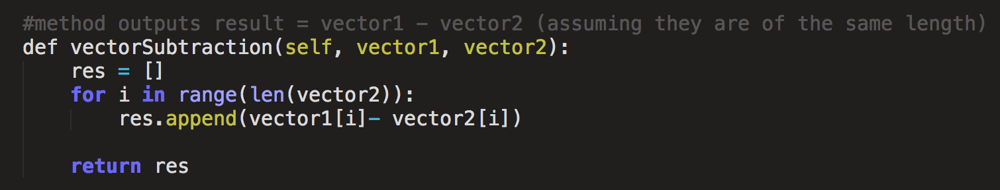 #method outputs result = vector1 - vector2 (assuming they are of the same length)
def vectorSubtraction(self, vector1, vector2):
    res = []
    for i in range(len(vector2)):
        res.append(vector1[i]- vector2[i])
    return res